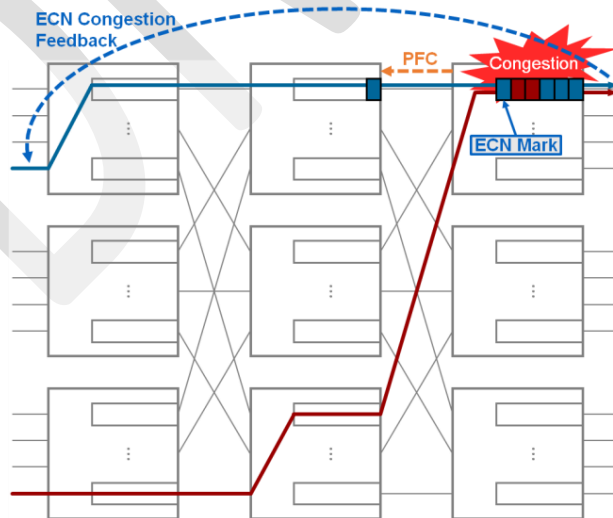 ECN Congestion
Feedback
PFC
Congestion
ECN Mark